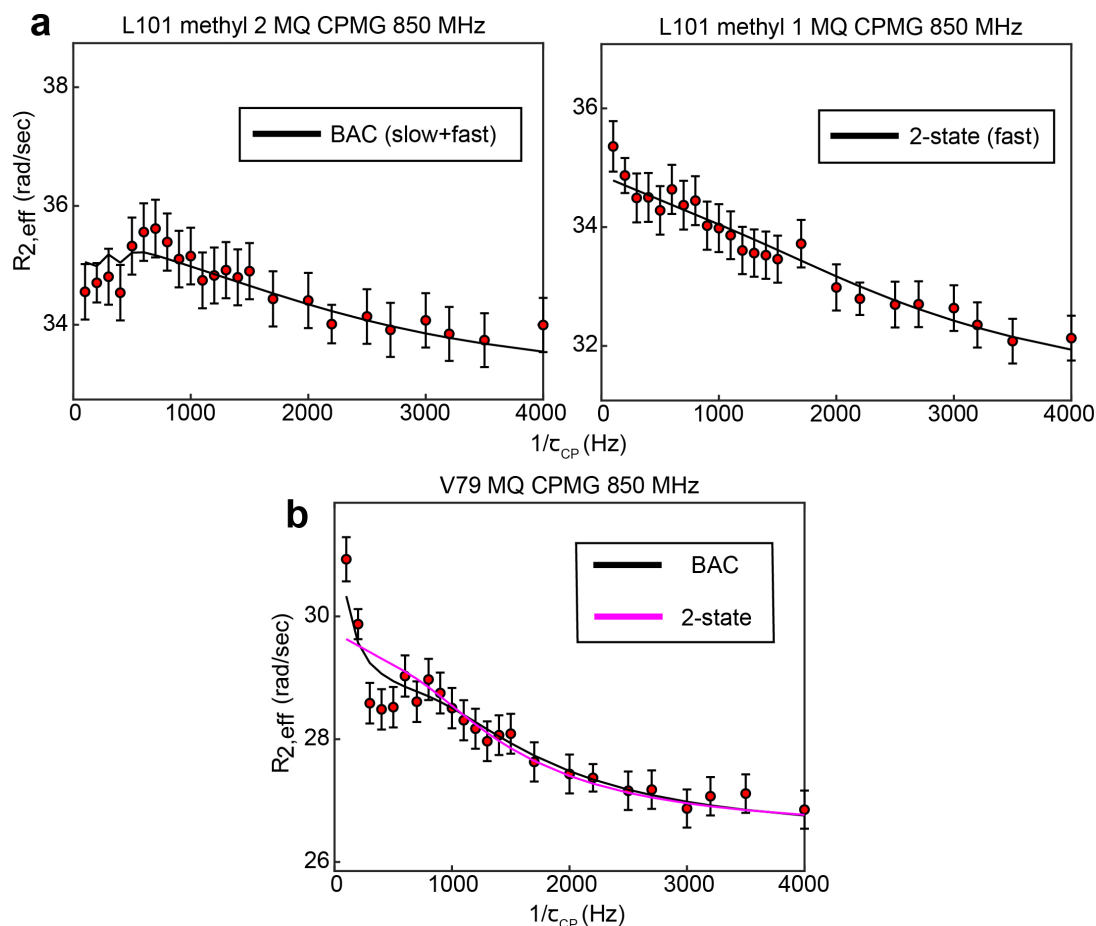 a
L101 methyl 2 MQ CPMG 850 MHz
38
36
34
R2,eff (rad/sec)
BAC (slow+fast)
0 1000 2000 3000 4000
L101 methyl 1 MQ CPMG 850 MHz
36
34
32
2-state (fast)
0 1000 2000 3000 4000
1/τCP (Hz)
b
V79 MQ CPMG 850 MHz
30
28
26
R2,eff (rad/sec)
BAC
2-state
0 1000 2000 3000 4000
1/τCP (Hz)